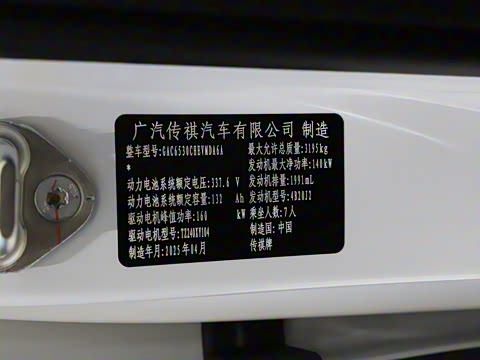 广汽传祺汽车有限公司 制造
整车型号:GAC6530CHEVMDA6A 最大允许总质量:3195kg
* 发动机最大净功率:140kW
动力电池系统额定电压:337.6 V 发动机排量:1991mL
动力电池系统额定容量:132 Ah 发动机型号:4B20J2
驱动电机峰值功率:160 kW 乘坐人数:7人
驱动电机型号:TZ240XY104 制造国:中国
制造年月:2025年04月 传祺牌